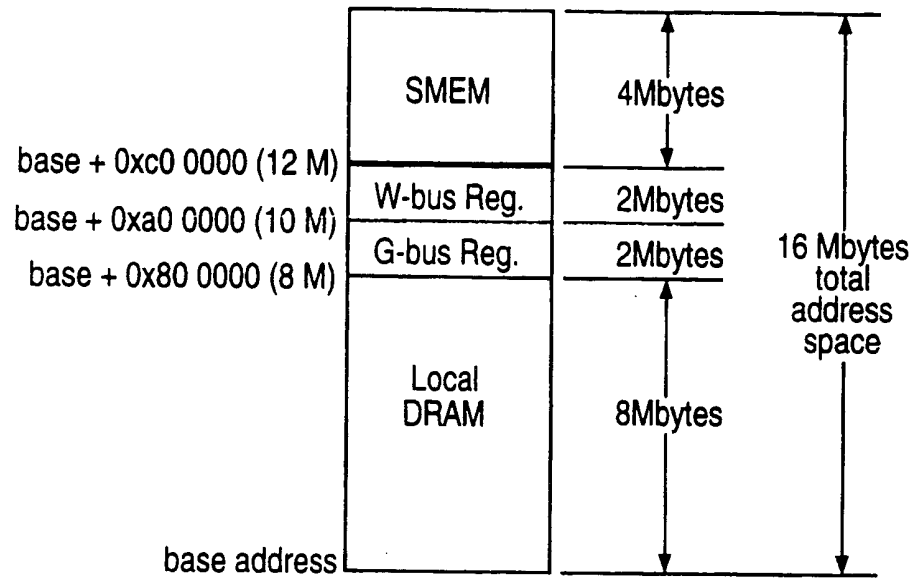 SMEM
4Mbytes
base + 0xc0 0000 (12 M)
W-bus Reg.
2Mbytes
base + 0xa0 0000 (10 M)
G-bus Reg.
2Mbytes
16 Mbytes
total
address
space
base + 0x80 0000 (8 M)
Local
DRAM
8Mbytes
base address